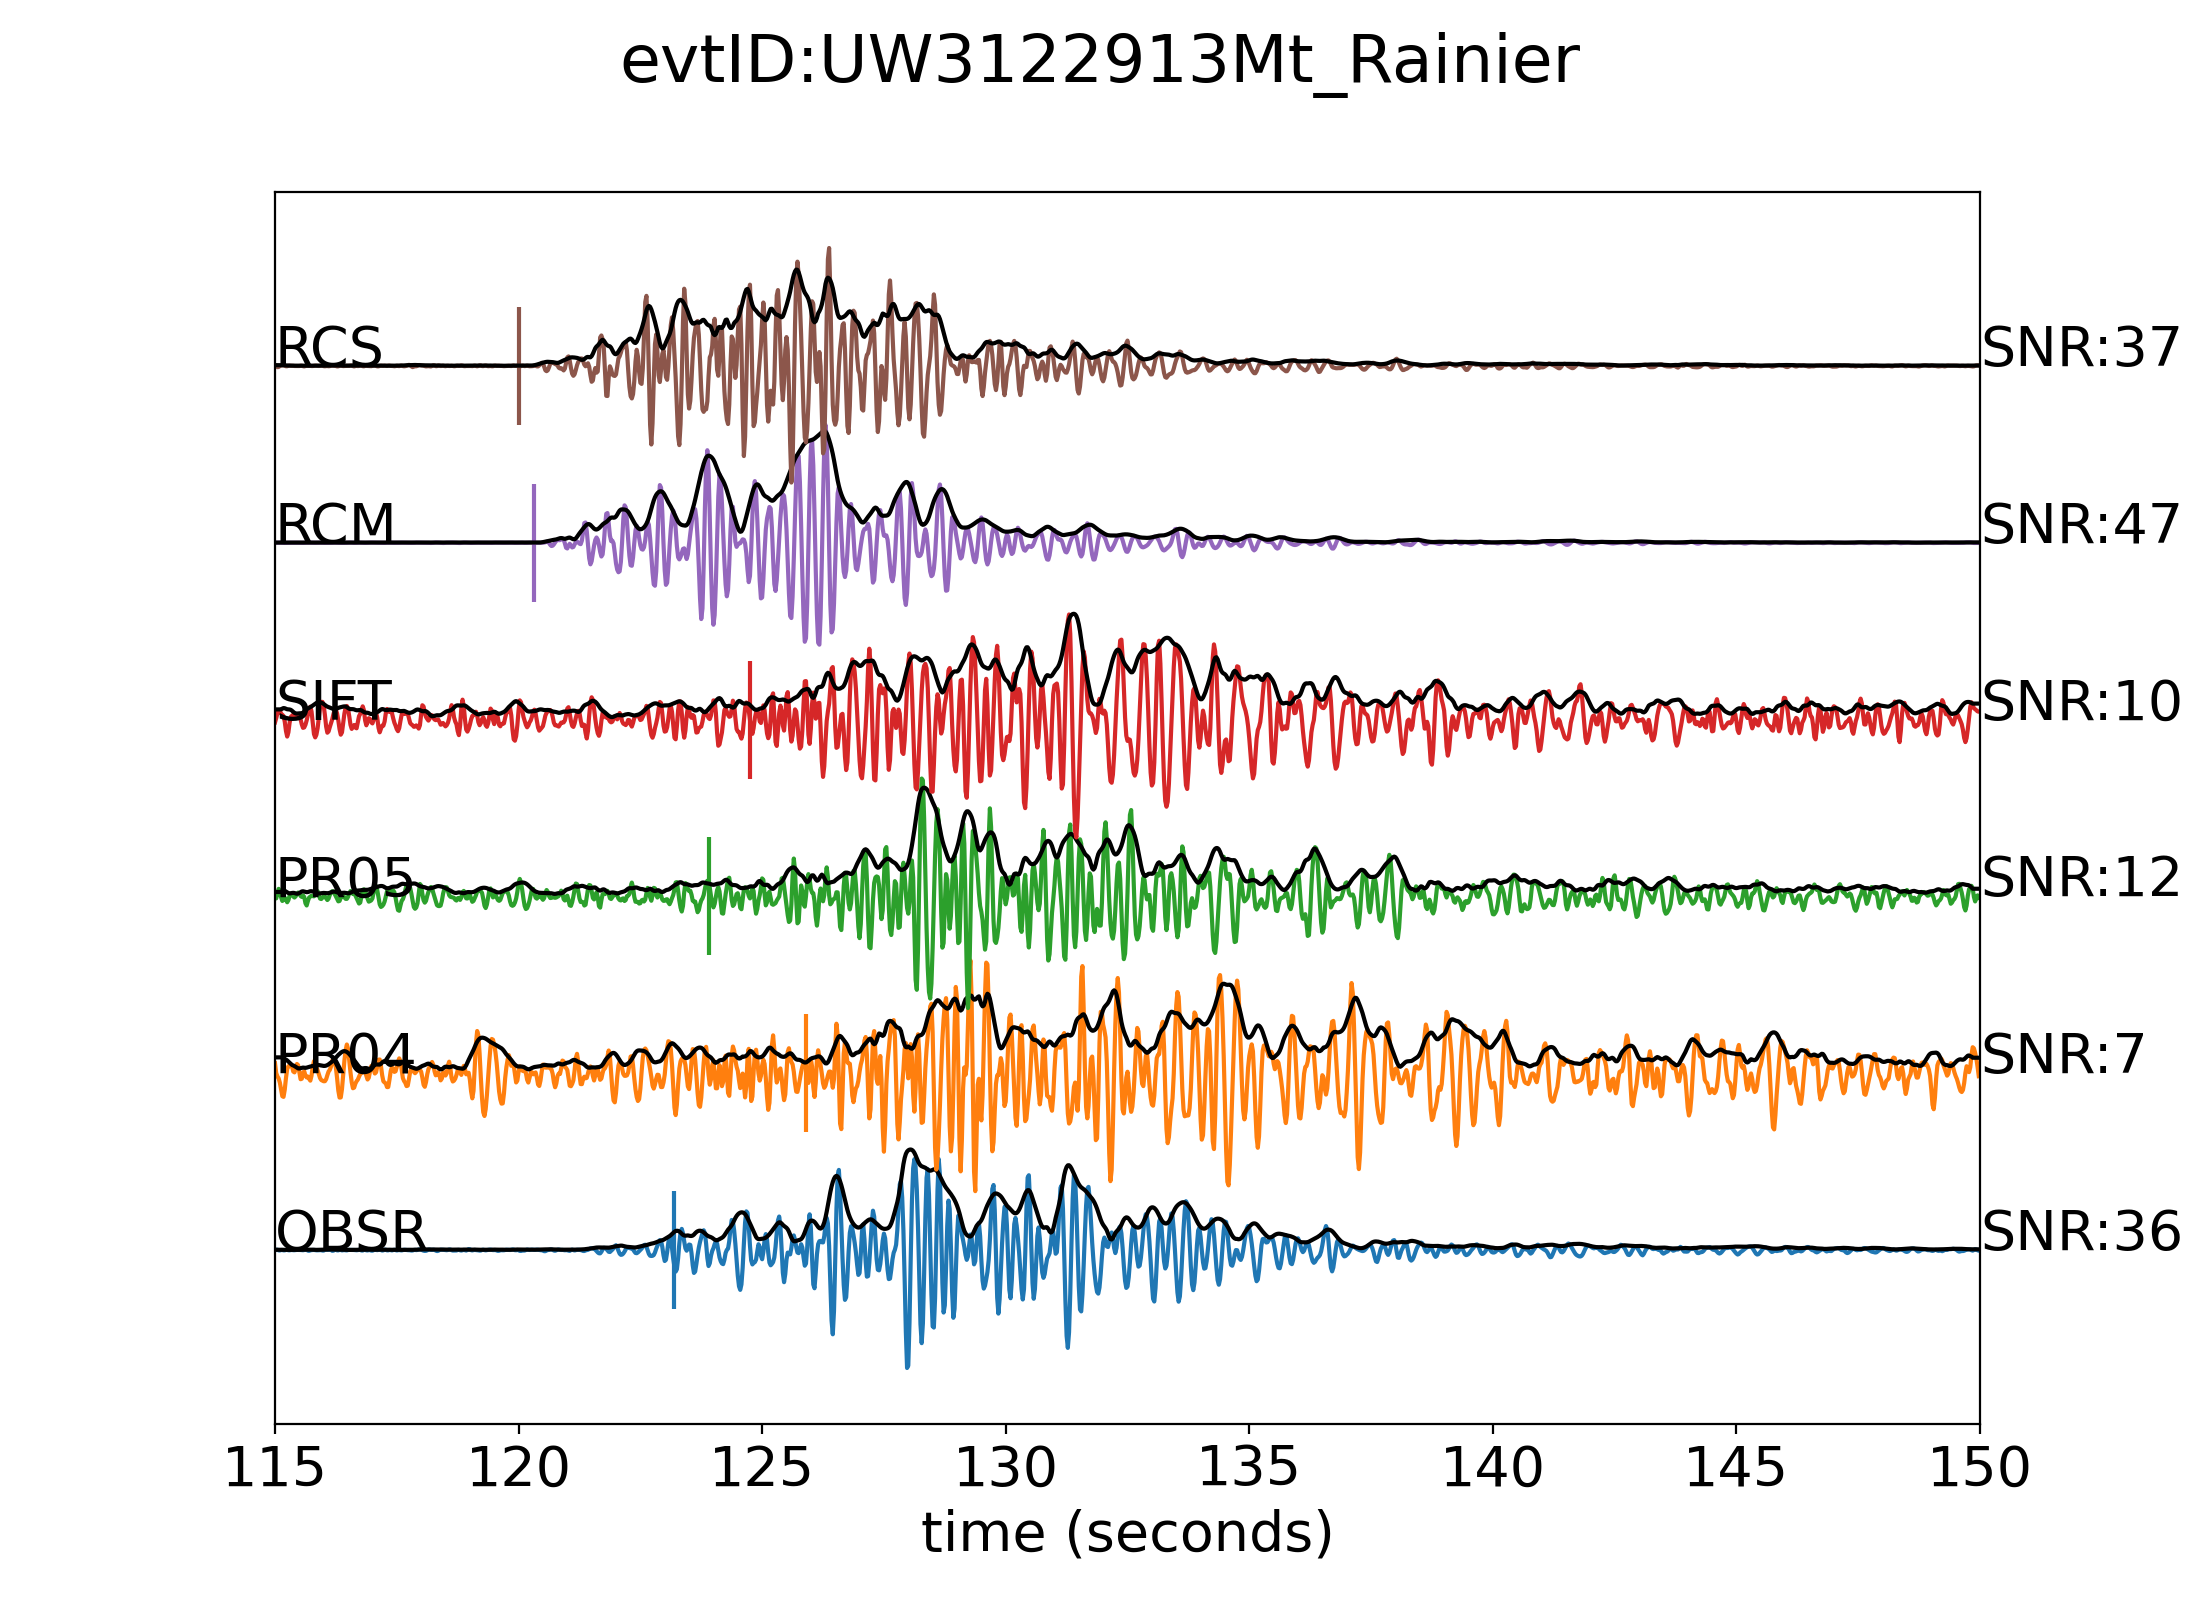 evtID:UW3122913Mt_Rainier
RCS SNR:37
RCM SNR:47
SIFT SNR:10
PR05 SNR:12
PR04 SNR:7
OBSR SNR:36
115 120 125 130 135 140 145 150
time (seconds)